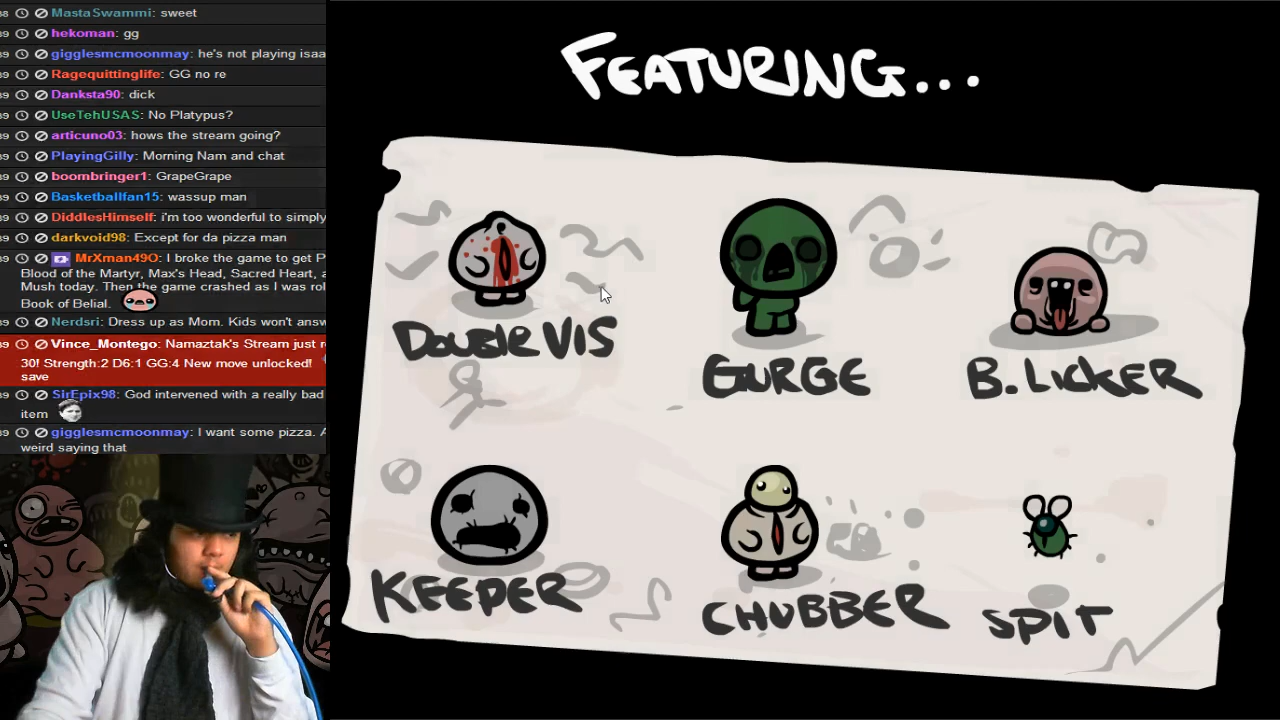 MastaSwammi: sweet
hekoman: gg
gigglesmcmoonmay: he's not playing isaa
Ragequittinglife: GG no re
Danksta90: dick
UseTehUSAS: No Platypus?
articuno03: hows the stream going?
PlayingGilly: Morning Nam and chat
boombringer1: GrapeGrape
Basketballfan15: wassup man
DiddlesHimself: i'm too wonderful to simply
darkvoid98: Except for da pizza man
MrXman49O: I broke the game to get P
Blood of the Martyr, Max's Head, Sacred Heart, a
Mush today. Then the game crashed as I was rol
Book of Belial.
Nerdsri: Dress up as Mom. Kids won't answ
Vince_Montego: Namaztak's Stream just r
30! Strength:2 D6:1 GG:4 New move unlocked!
save
SirEpix98: God intervened with a really bad
item
gigglesmcmoonmay: I want some pizza. A
weird saying that
FEATURING...
DOUBLE VIS
GURGE
B. LICKER
KEEPER
CHUBBER
SPIT